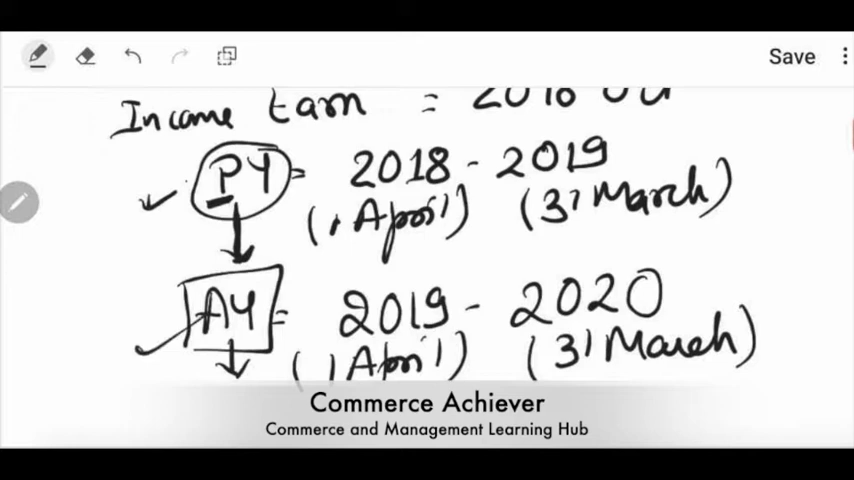 Save
Income earn =
PY = 2018 - 2019
(1 April) (31 March)
AY = 2019 - 2020
(1 April) (31 March)
Commerce Achiever
Commerce and Management Learning Hub